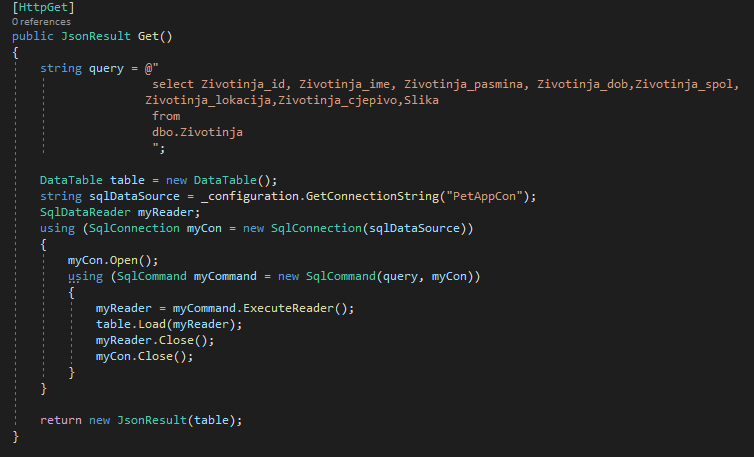 [HttpGet]
0 references
public JsonResult Get()
{
string query = @"
select Zivotinja_id, Zivotinja_ime, Zivotinja_pasmina, Zivotinja_dob,Zivotinja_spol,
Zivotinja_lokacija,Zivotinja_cjepivo,Slika
from
dbo.Zivotinja
";
DataTable table = new DataTable();
string sqlDataSource = _configuration.GetConnectionString("PetAppCon");
SqlDataReader myReader;
using (SqlConnection myCon = new SqlConnection(sqlDataSource))
{
myCon.Open();
using (SqlCommand myCommand = new SqlCommand(query, myCon))
{
myReader = myCommand.ExecuteReader();
table.Load(myReader);
myReader.Close();
myCon.Close();
}
}
return new JsonResult(table);
}